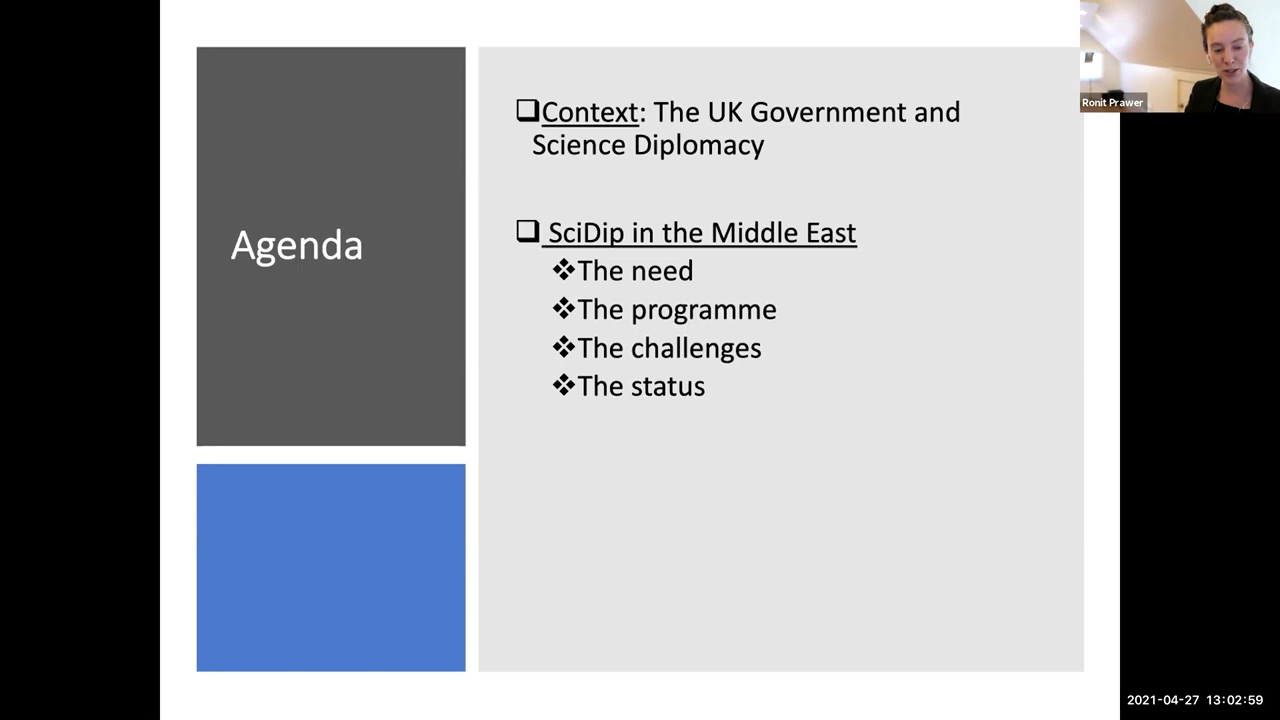 Agenda
❑Context: The UK Government and
Science Diplomacy
❑ SciDip in the Middle East
❖The need
❖The programme
❖The challenges
❖The status
Ronit Prawer
2021-04-27 13:02:59